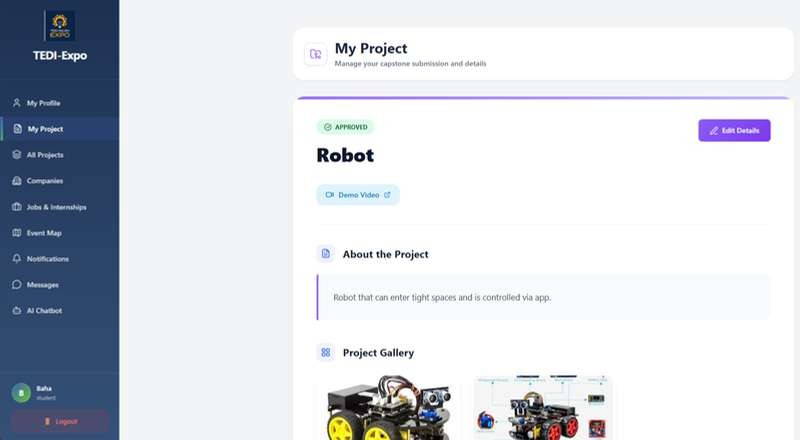 EXPO
TEDI-Expo
My Profile
My Project
All Projects
Companies
Jobs & Internships
Event Map
Notifications
Messages
AI Chatbot
B
Baha
student
Logout
My Project
Manage your capstone submission and details
APPROVED
Edit Details
Robot
Demo Video
About the Project
Robot that can enter tight spaces and is controlled via app.
Project Gallery